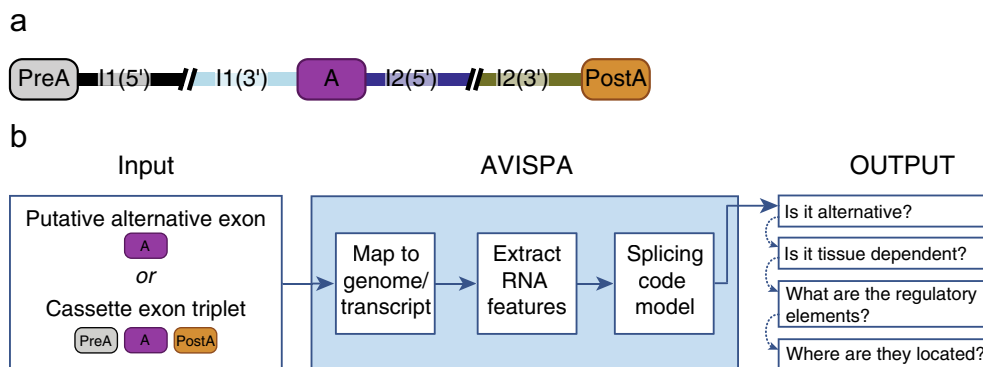 a
PreA I1(5') I1(3') A I2(5') I2(3') PostA
b
Input
AVISPA
OUTPUT
Putative alternative exon
A
or
Cassette exon triplet
PreA A PostA
Map to
genome/
transcript
Extract
RNA
features
Splicing
code
model
Is it alternative?
Is it tissue dependent?
What are the regulatory
elements?
Where are they located?